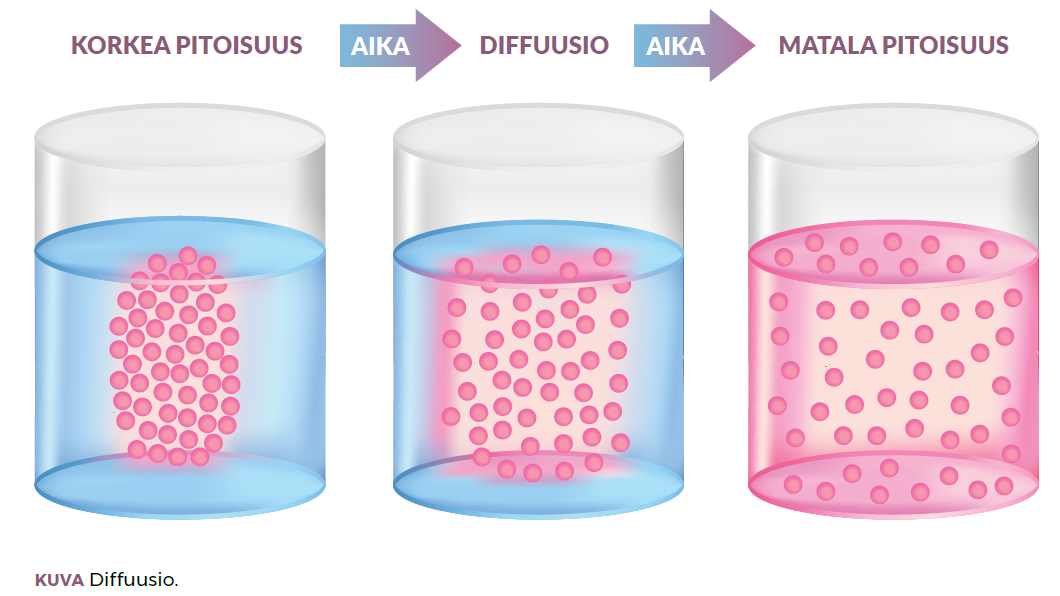 KORKEA PITOISUUS AIKA DIFFUUSIO AIKA MATALA PITOISUUS
KUVA Diffuusio.